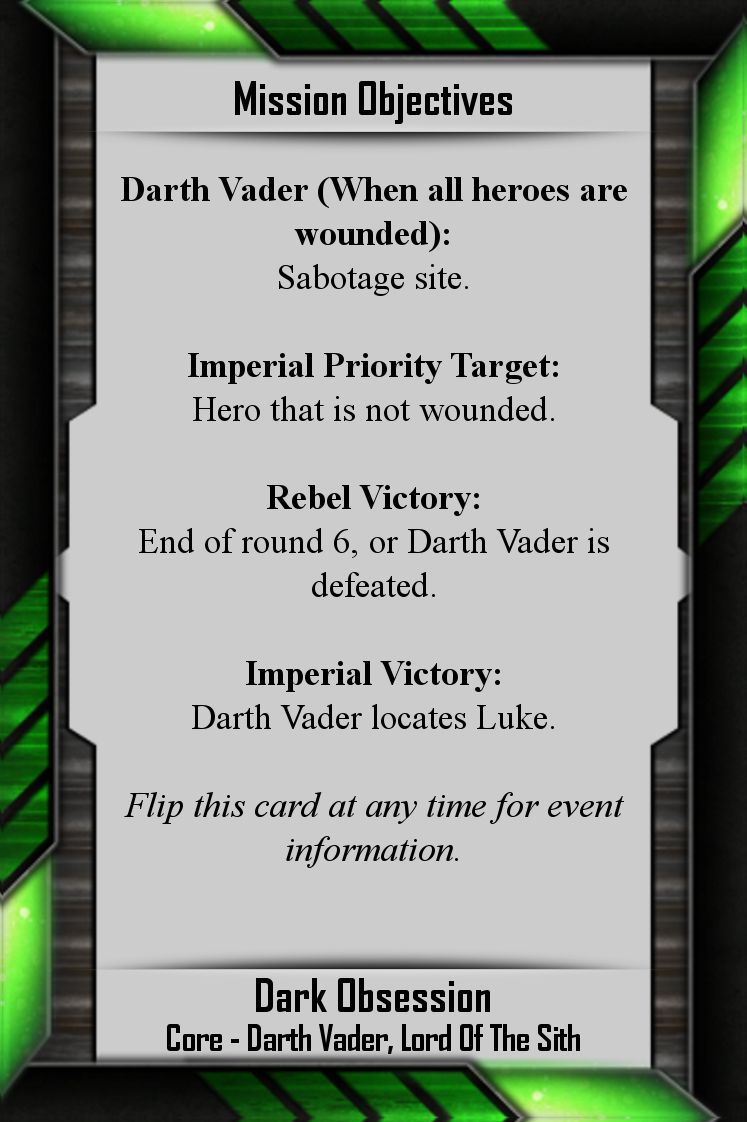 Mission Objectives
Darth Vader (When all heroes are
wounded):
Sabotage site.
Imperial Priority Target:
Hero that is not wounded.
Rebel Victory:
End of round 6, or Darth Vader is
defeated.
Imperial Victory:
Darth Vader locates Luke.
Flip this card at any time for event
information.
Dark Obsession
Core - Darth Vader, Lord Of The Sith